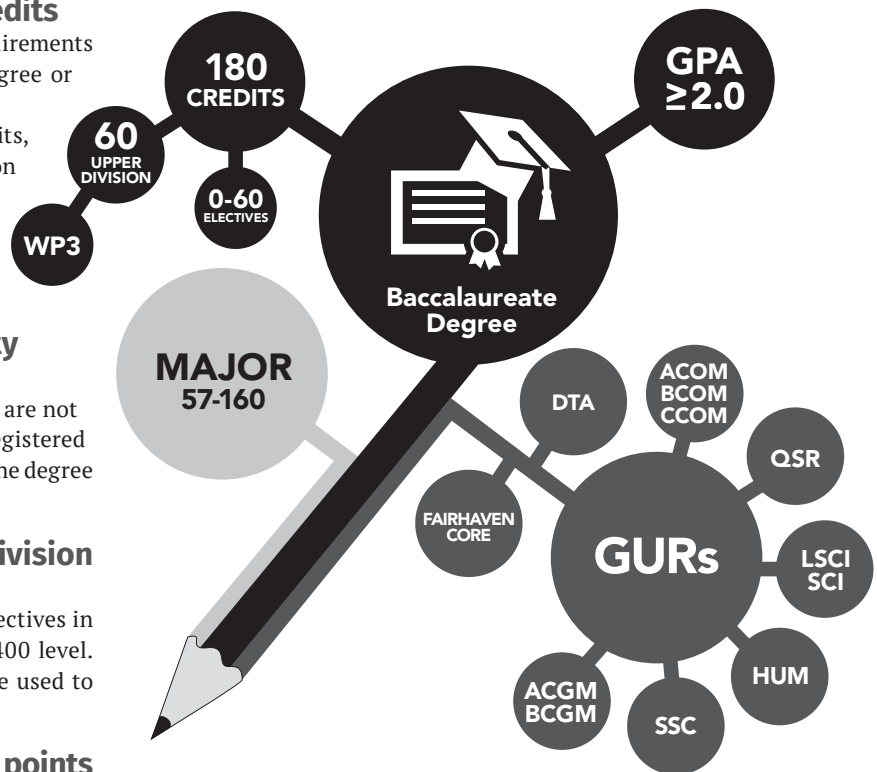 irements
gree or
its,
on
are not
egistered
he degree
ivision
ectives in
400 level.
e used to
points
180
CREDITS
60
UPPER
DIVISION
0-60
ELECTIVES
WP3
GPA
≥2.0
Baccalaureate
Degree
MAJOR
57-160
DTA
FAIRHAVEN
CORE
ACOM
BCOM
CCOM
QSR
GURs
LSCI
SCI
HUM
SSC
ACGM
BCGM